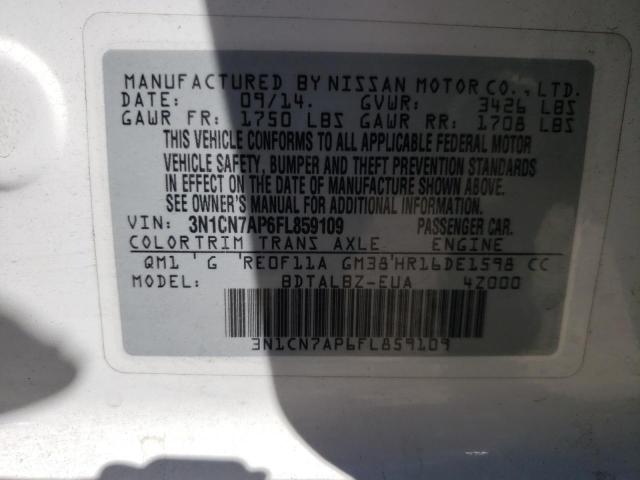 MANUFACTURED BY NISSAN MOTOR CO., LTD.
DATE: 09/14. GVWR: 3426 LBS
GAWR FR: 1750 LBS GAWR RR: 1708 LBS
THIS VEHICLE CONFORMS TO ALL APPLICABLE FEDERAL MOTOR
VEHICLE SAFETY, BUMPER AND THEFT PREVENTION STANDARDS
IN EFFECT ON THE DATE OF MANUFACTURE SHOWN ABOVE.
SEE OWNER'S MANUAL FOR ADDITIONAL INFORMATION.
VIN: 3N1CN7AP6FL859109 PASSENGER CAR.
COLOR TRIM TRANS AXLE ENGINE
QM1 ' G 'RE0F11A GM38'HR16DE1598 CC
MODEL: BDTALBZ-EUA 4Z000
3N1CN7AP6FL859109